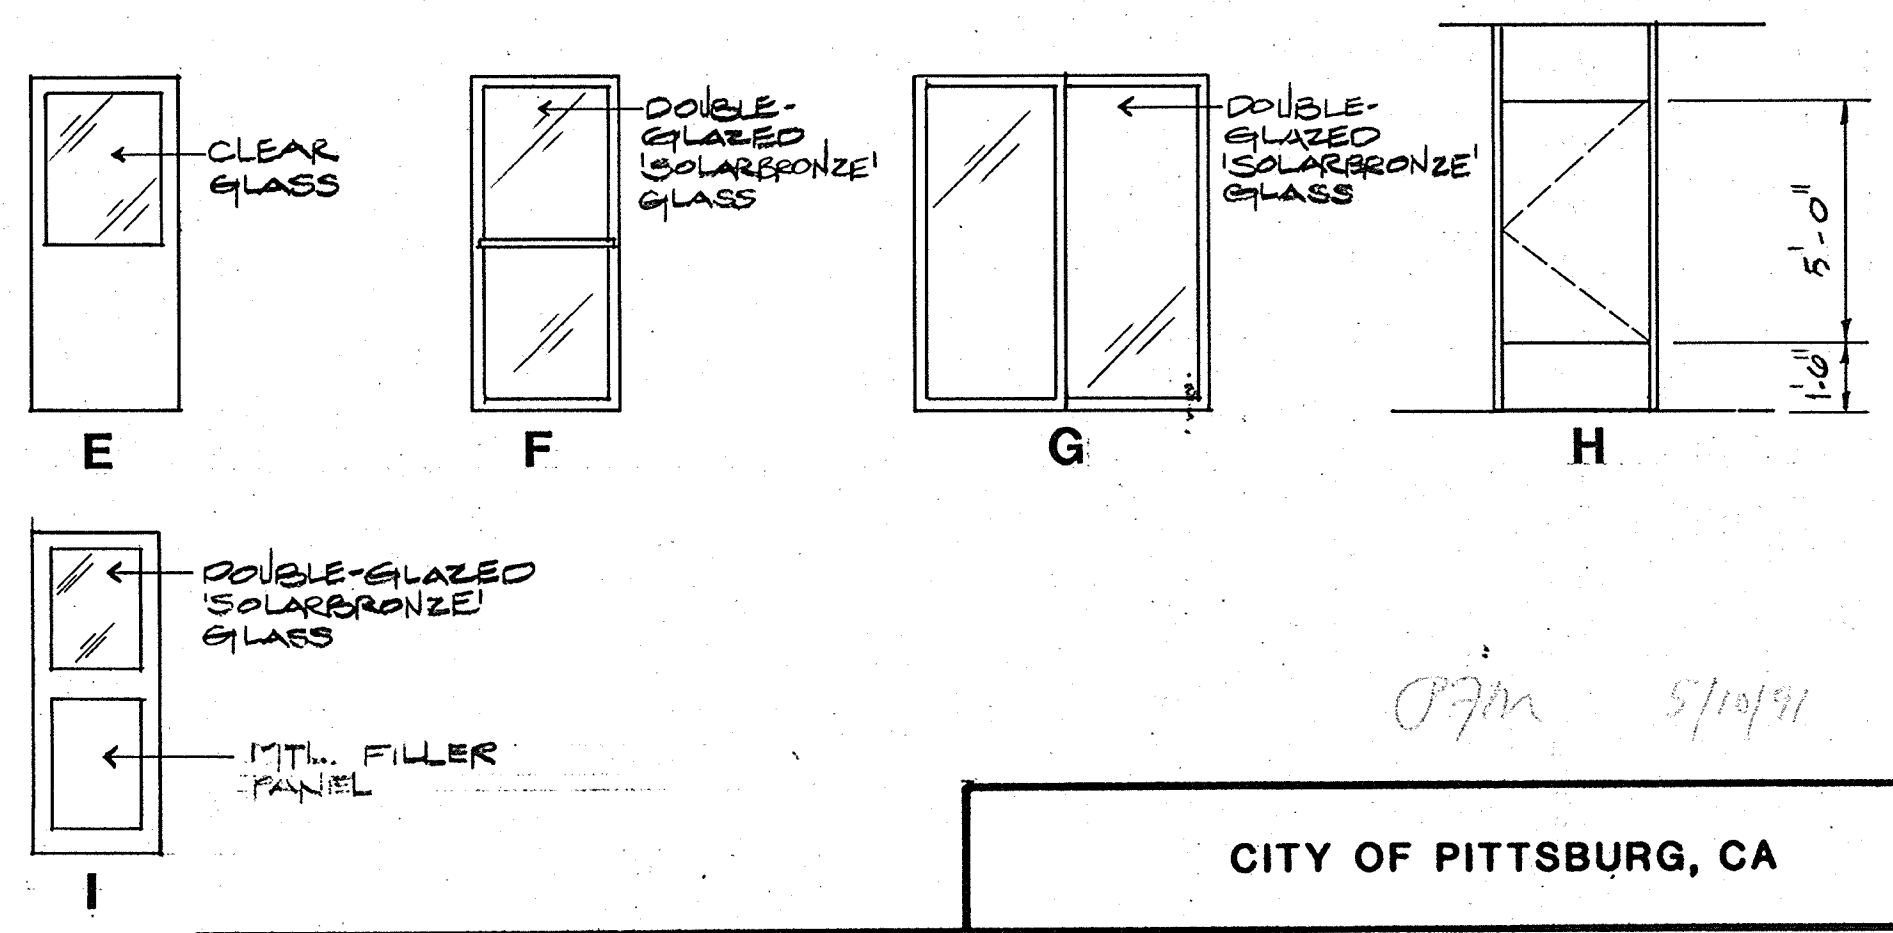 CLEAR
GLASS
E
DOUBLE-
GLAZED
'SOLARBRONZE'
GLASS
F
DOUBLE-
GLAZED
'SOLARBRONZE'
GLASS
G
5'-0"
1'-6"
H
DOUBLE-GLAZED
'SOLARBRONZE'
GLASS
MTL. FILLER
PANEL
I
5/10/91
CITY OF PITTSBURG, CA